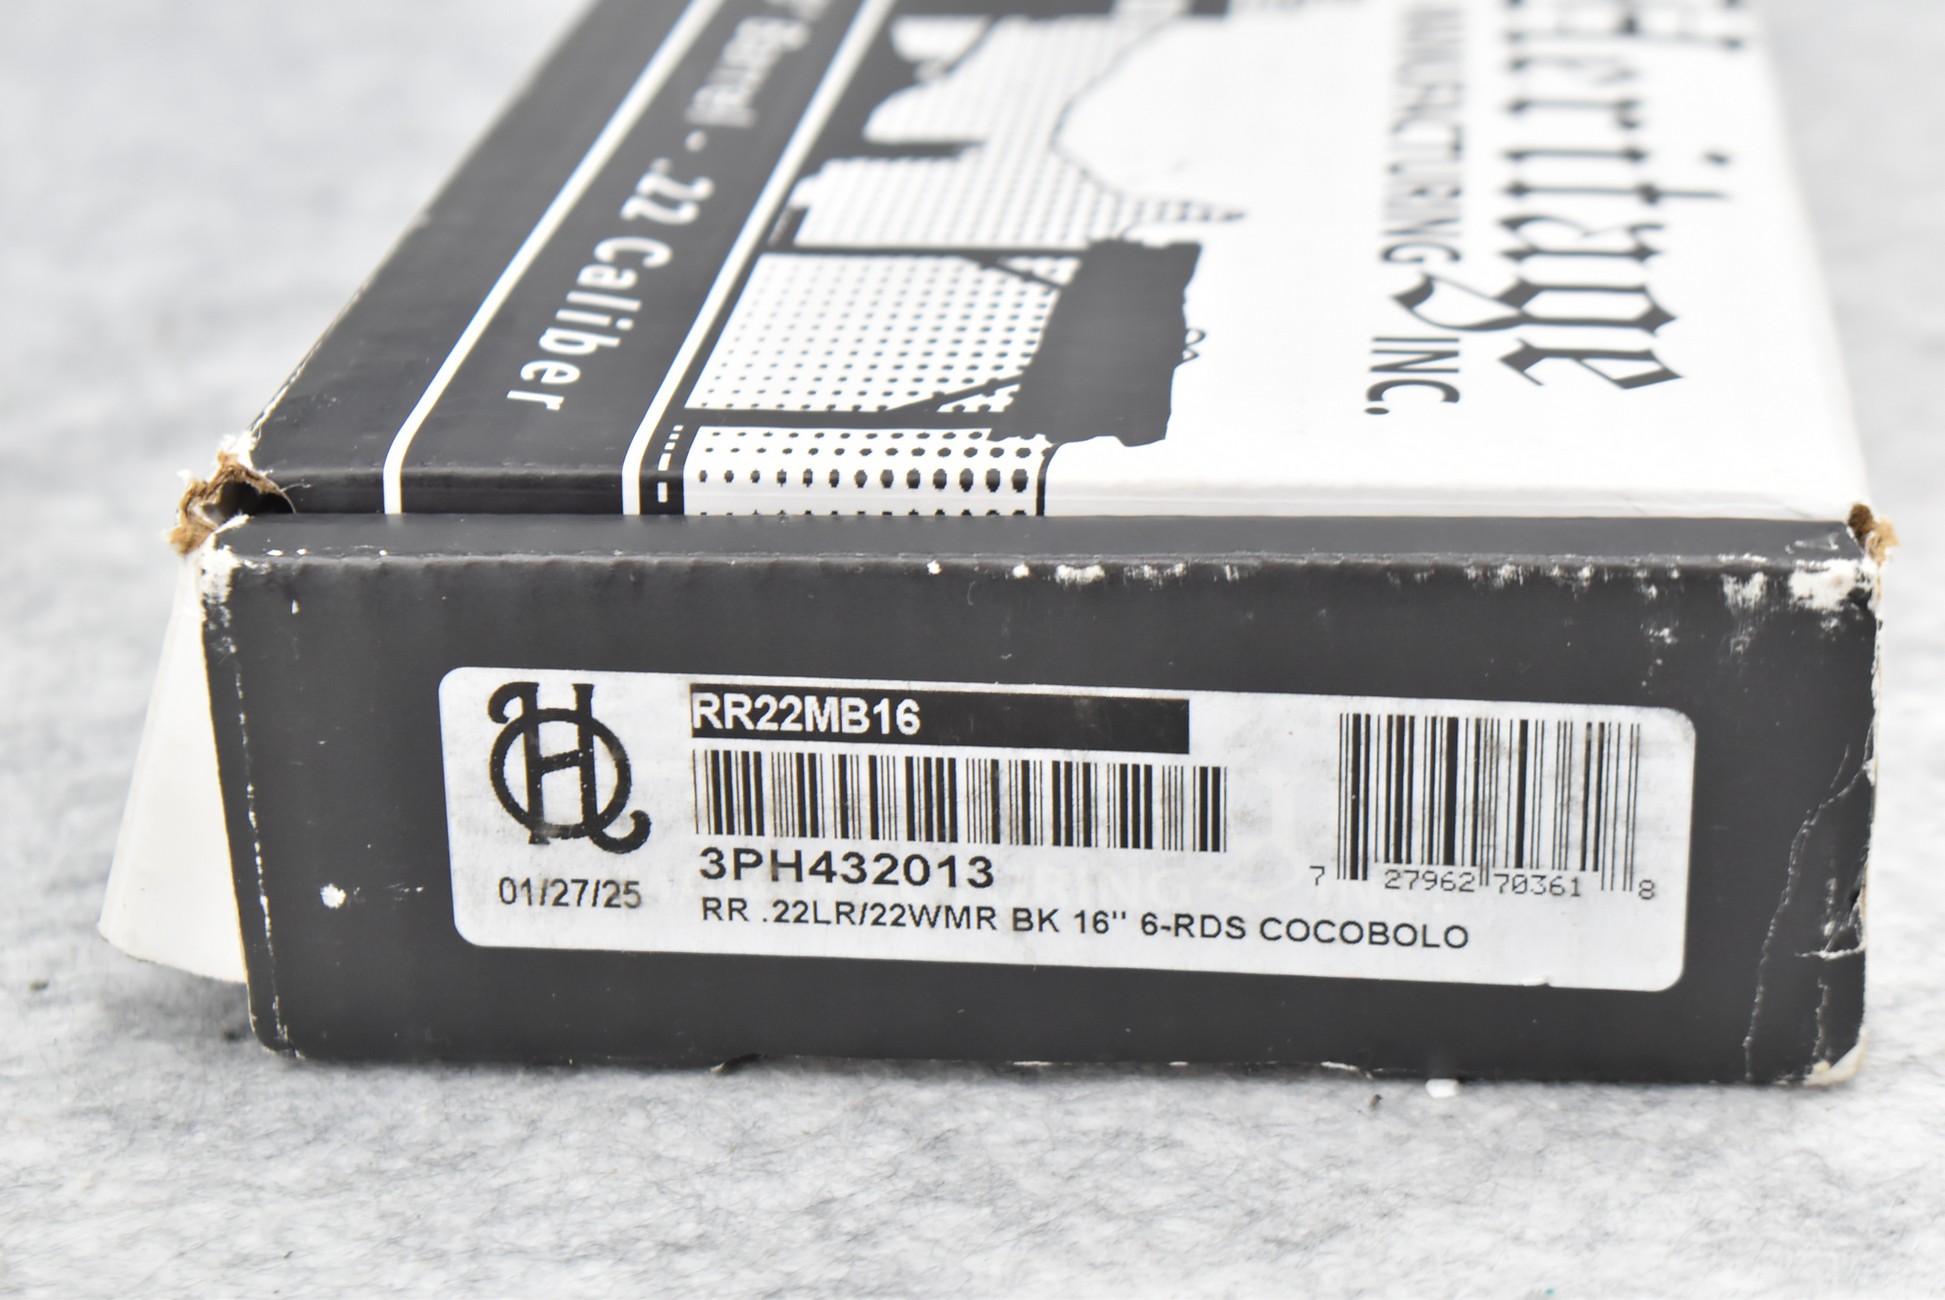 Heritage
MANUFACTURING INC.
Barrel - .22 Caliber
RR22MB16
3PH432013
01/27/25
RR .22LR/22WMR BK 16" 6-RDS COCOBOLO
7 27962 70361 8